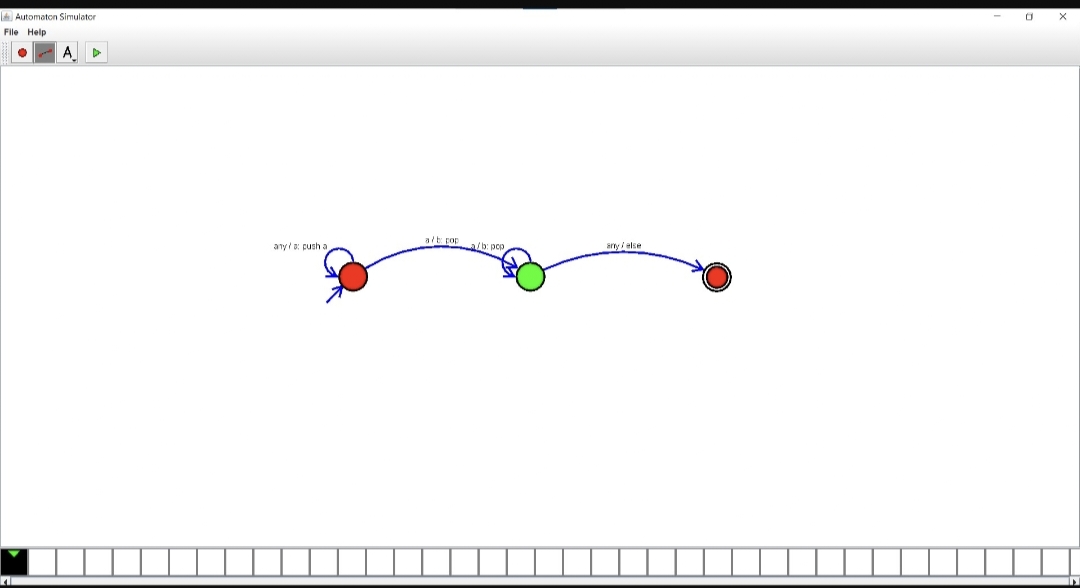 Automaton Simulator
File Help
A
any / a: push a
a / b: pop
a / b: pop
any / else